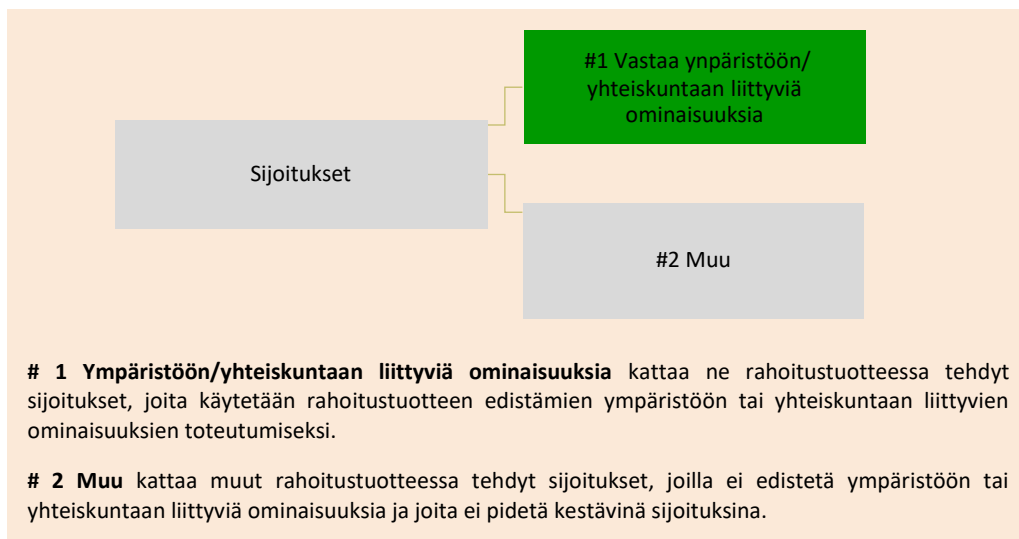 #1 Vastaa ynpäristöön/
yhteiskuntaan liittyviä
ominaisuuksia
Sijoitukset
#2 Muu
# 1 Ympäristöön/yhteiskuntaan liittyviä ominaisuuksia kattaa ne rahoitustuotteessa tehdyt
sijoitukset, joita käytetään rahoitustuotteen edistämien ympäristöön tai yhteiskuntaan liittyvien
ominaisuuksien toteutumiseksi.
# 2 Muu kattaa muut rahoitustuotteessa tehdyt sijoitukset, joilla ei edistetä ympäristöön tai
yhteiskuntaan liittyviä ominaisuuksia ja joita ei pidetä kestävinä sijoituksina.